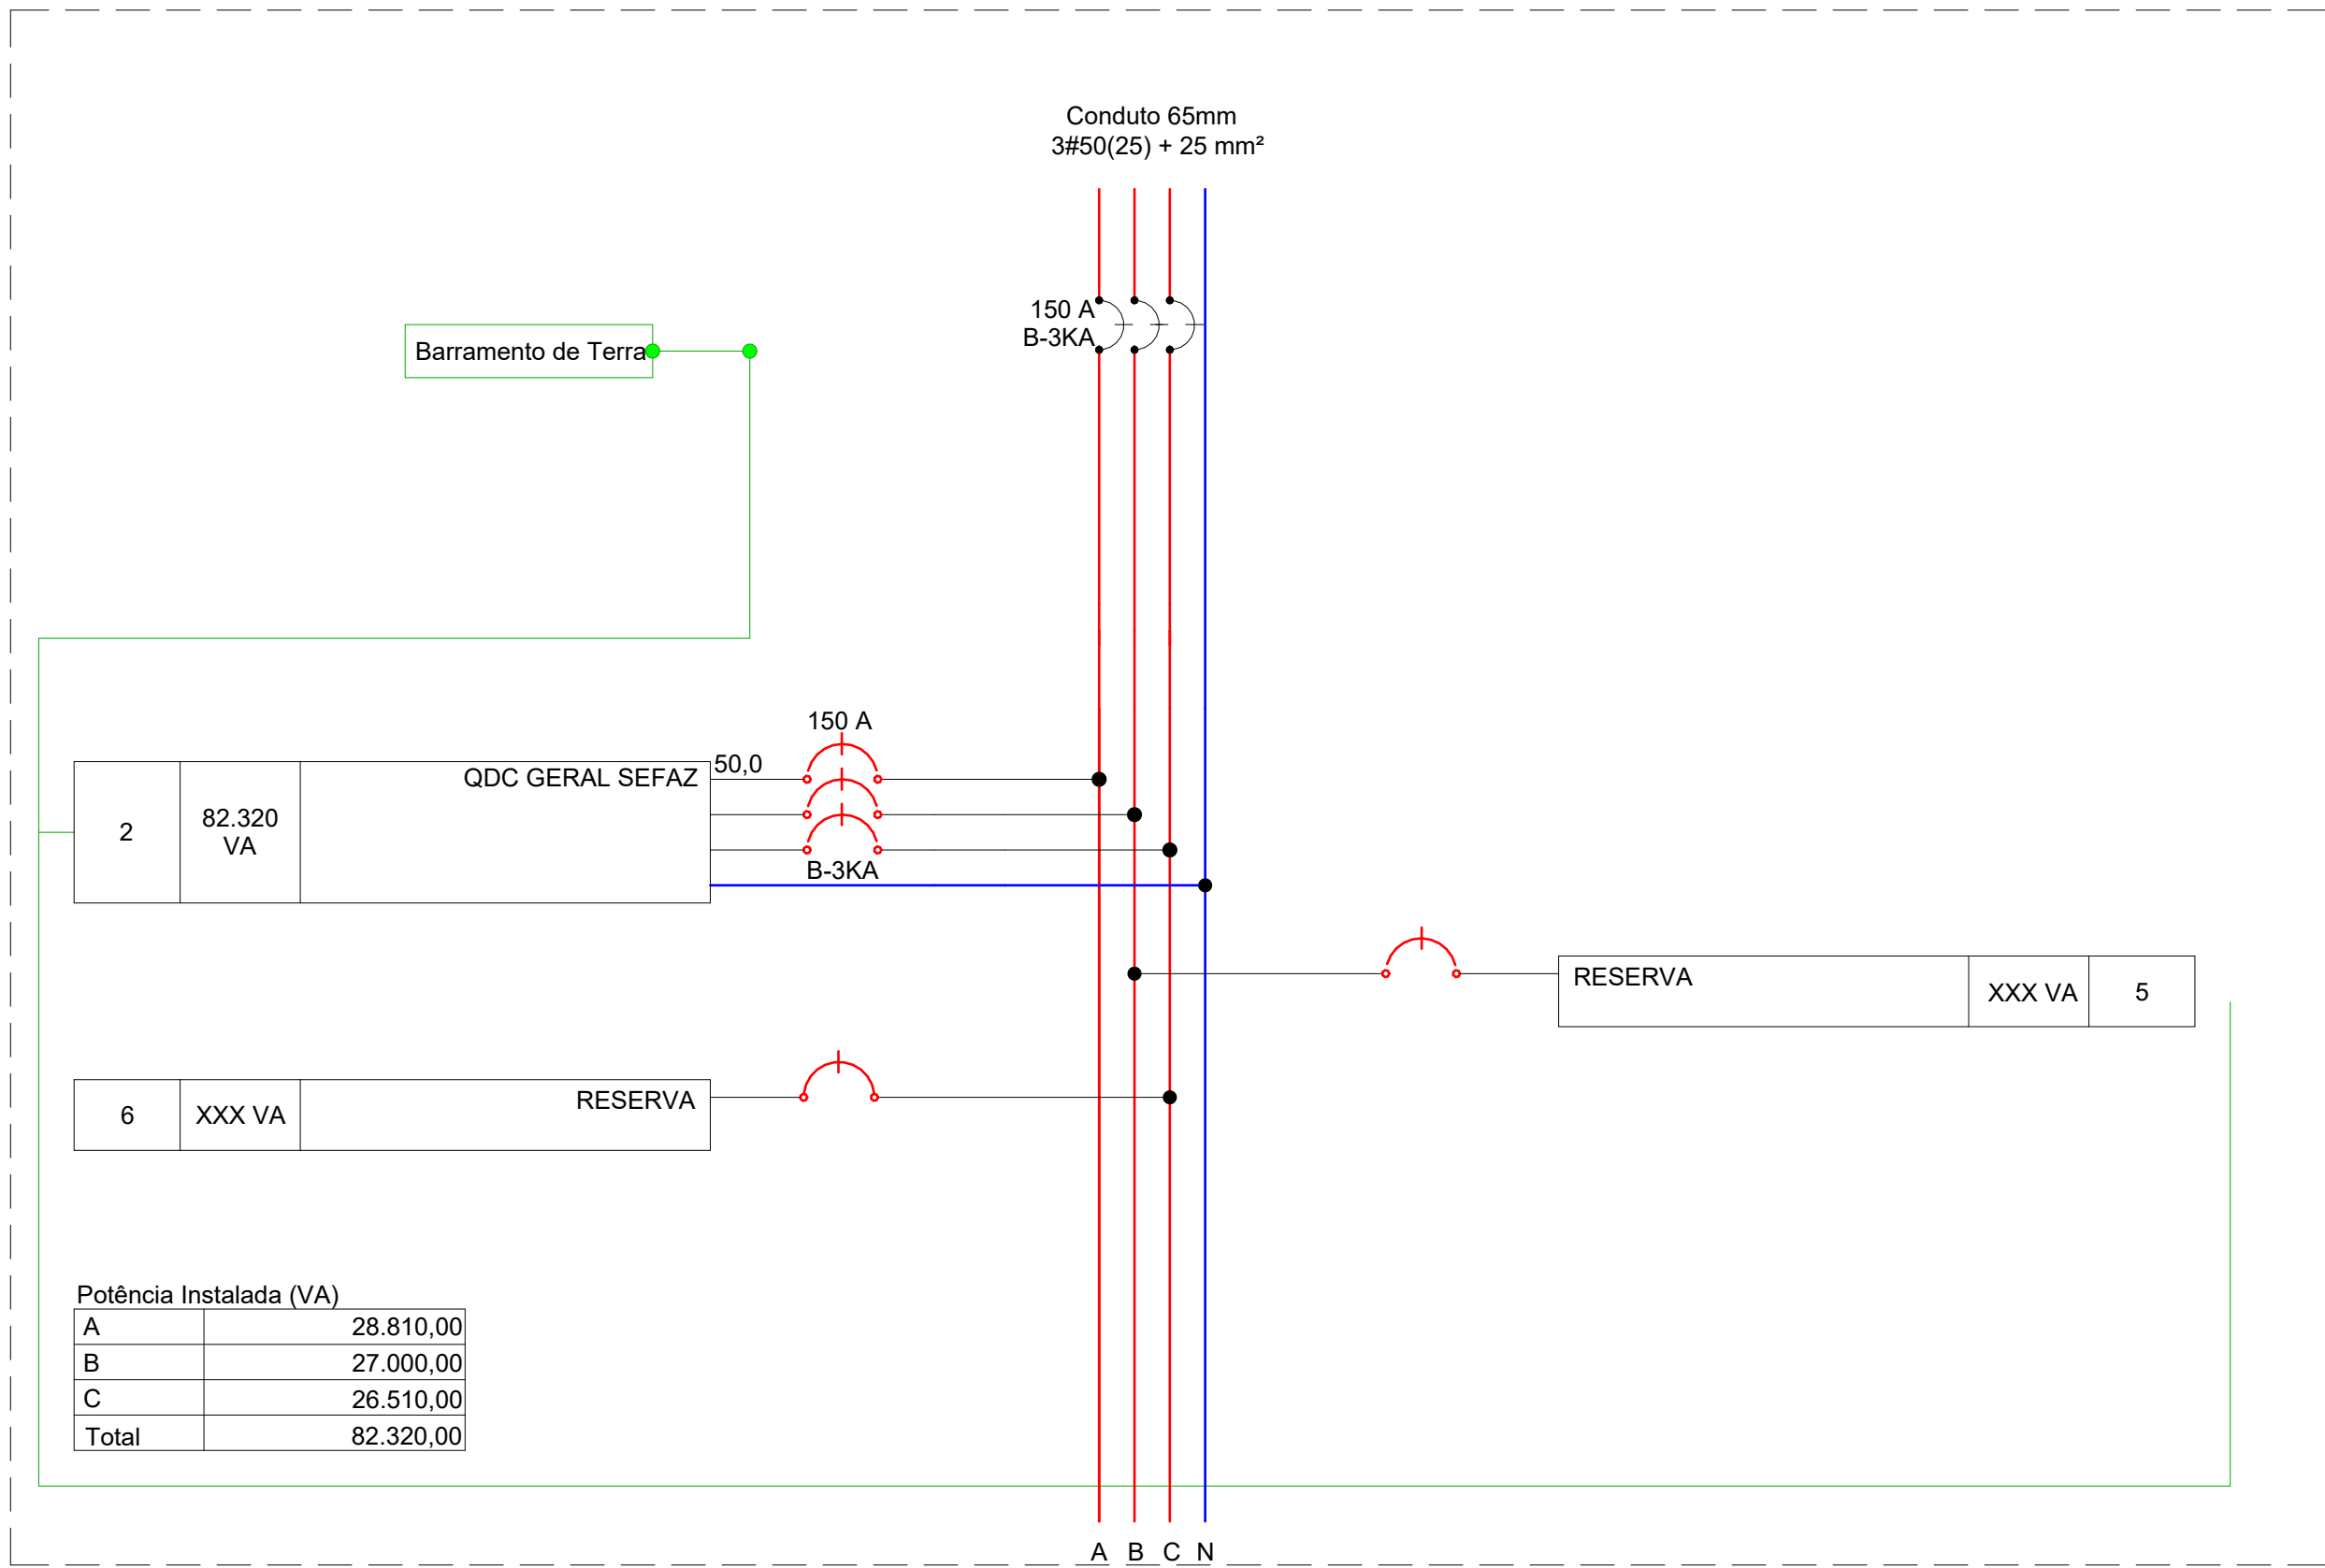 Conduto 65mm
3#50(25) + 25 mm²
150 A
B-3KA
Barramento de Terra
150 A
50,0
QDC GERAL SEFAZ
2
82.320
VA
B-3KA
RESERVA
XXX VA
5
6
XXX VA
RESERVA
Potência Instalada (VA)
A 28.810,00
B 27.000,00
C 26.510,00
Total 82.320,00
A B C N